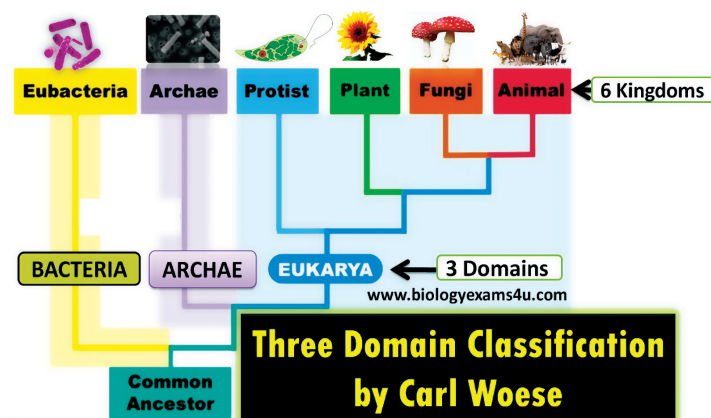 Eubacteria Archae Protist Plant Fungi Animal 6 Kingdoms
BACTERIA ARCHAE EUKARYA 3 Domains
www.biologyexams4u.com
Three Domain Classification
by Carl Woese
Common
Ancestor